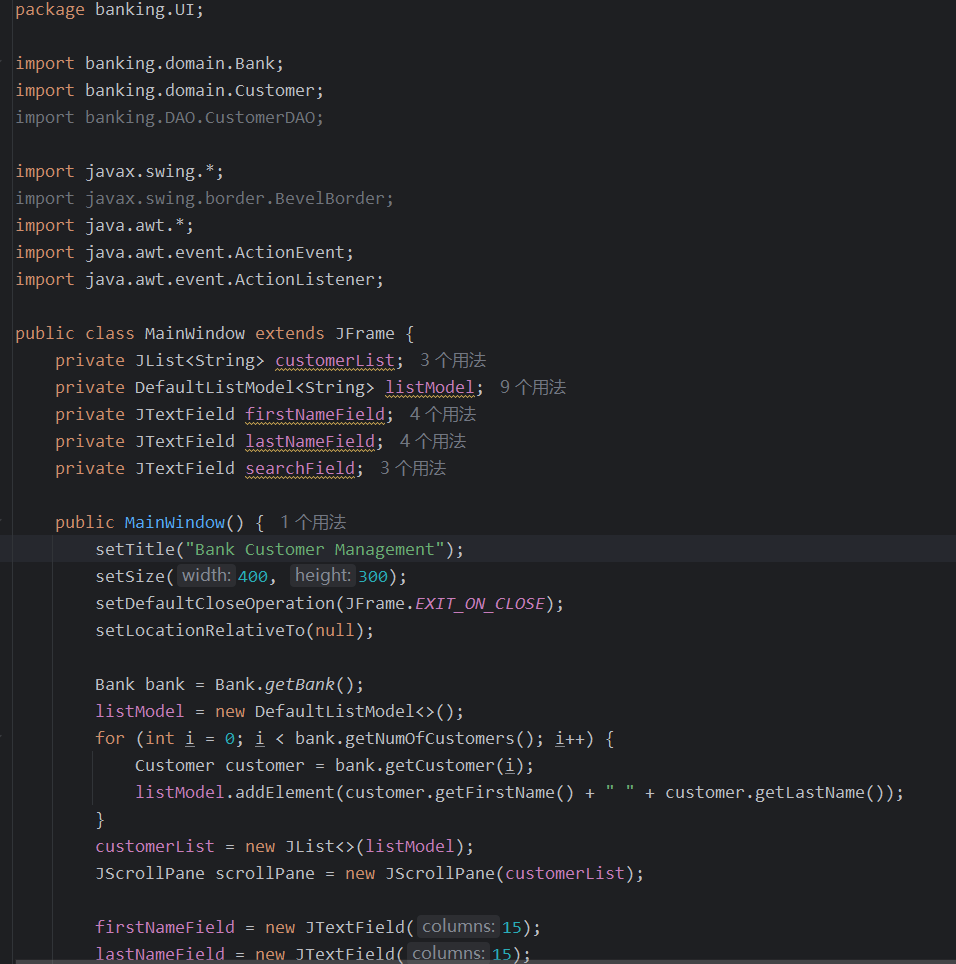 package banking.UI;
import banking.domain.Bank;
import banking.domain.Customer;
import banking.DAO.CustomerDAO;
import javax.swing.*;
import javax.swing.border.BevelBorder;
import java.awt.*;
import java.awt.event.ActionEvent;
import java.awt.event.ActionListener;
public class MainWindow extends JFrame {
private JList<String> customerList; 3 个用法
private DefaultListModel<String> listModel; 9 个用法
private JTextField firstNameField; 4 个用法
private JTextField lastNameField; 4 个用法
private JTextField searchField; 3 个用法
public MainWindow() { 1 个用法
setTitle("Bank Customer Management");
setSize( width: 400, height: 300);
setDefaultCloseOperation(JFrame.EXIT_ON_CLOSE);
setLocationRelativeTo(null);
Bank bank = Bank.getBank();
listModel = new DefaultListModel<>();
for (int i = 0; i < bank.getNumOfCustomers(); i++) {
Customer customer = bank.getCustomer(i);
listModel.addElement(customer.getFirstName() + " " + customer.getLastName());
}
customerList = new JList<>(listModel);
JScrollPane scrollPane = new JScrollPane(customerList);
firstNameField = new JTextField( columns: 15);
lastNameField = new JTextField( columns: 15);